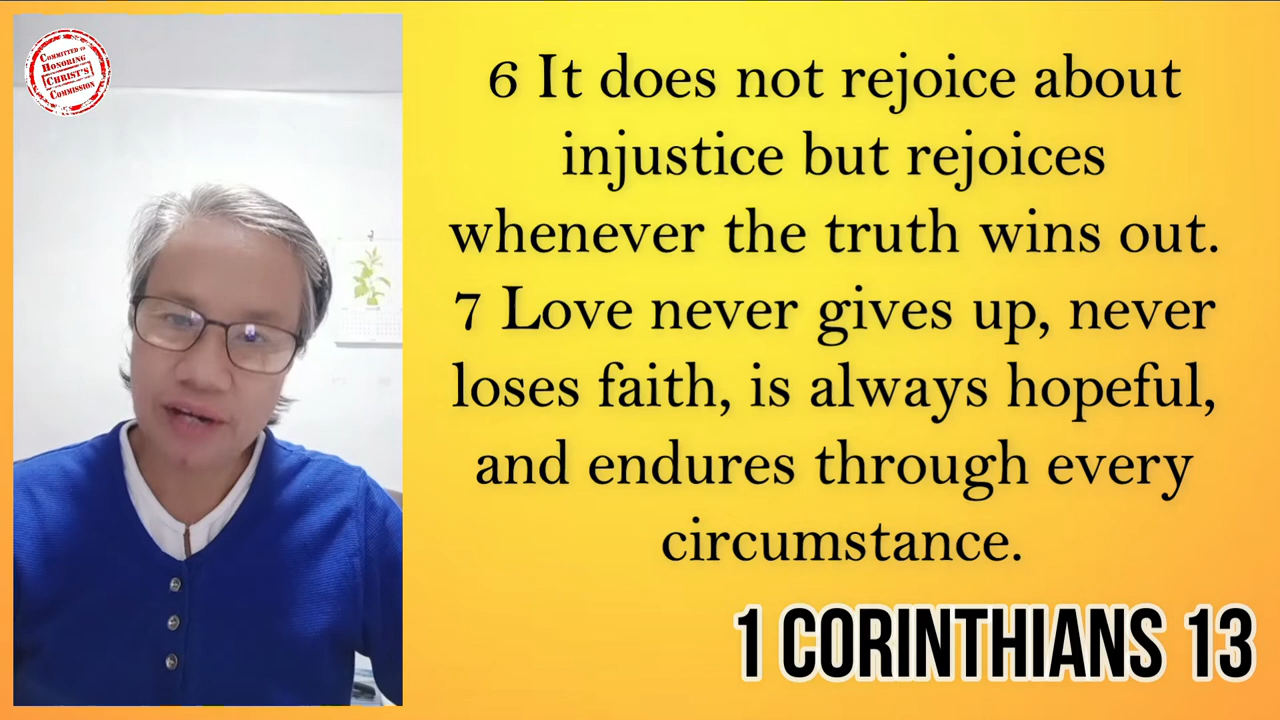 COMMITTED TO
HONORING
CHRIST'S
COMMISSION
6 It does not rejoice about
injustice but rejoices
whenever the truth wins out.
7 Love never gives up, never
loses faith, is always hopeful,
and endures through every
circumstance.
1 CORINTHIANS 13